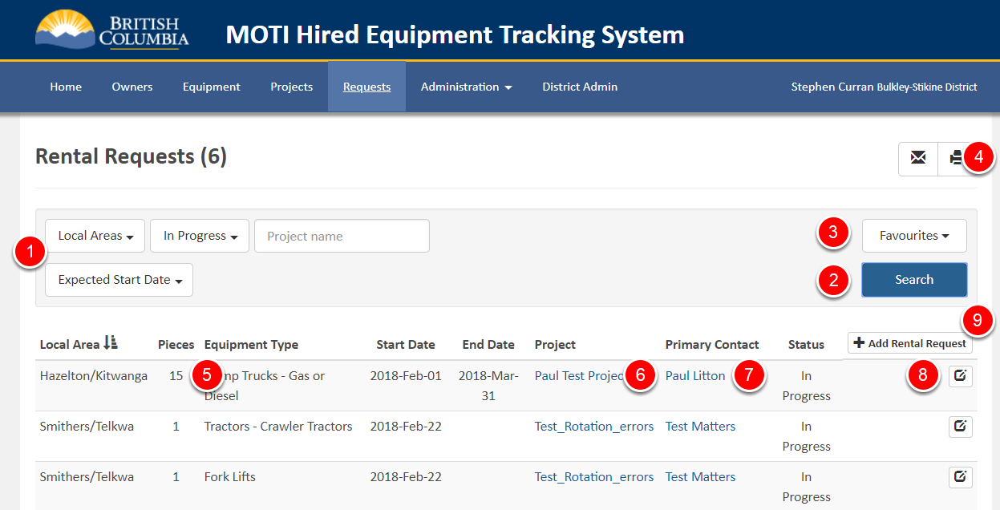 BRITISH
COLUMBIA
MOTI Hired Equipment Tracking System
Home Owners Equipment Projects Requests Administration District Admin Stephen Curran Bulkley-Stikine District
Rental Requests (6)
4
Local Areas In Progress Project name 3 Favourites
1
Expected Start Date 2 Search
9
Local Area Pieces Equipment Type Start Date End Date Project Primary Contact Status Add Rental Request
Hazelton/Kitwanga 15 5 mp Trucks - Gas or 2018-Feb-01 2018-Mar- Paul Test Projec 6 Paul Litton 7 In 8
Diesel 31 Progress
Smithers/Telkwa 1 Tractors - Crawler Tractors 2018-Feb-22 Test_Rotation_errors Test Matters In
Progress
Smithers/Telkwa 1 Fork Lifts 2018-Feb-22 Test_Rotation_errors Test Matters In
Progress